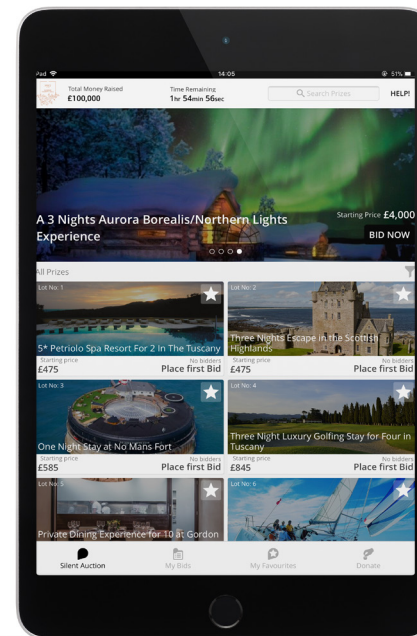 Pad
14:05
51%
Total Money Raised
£100,000
Time Remaining
1hr 54min 56sec
Search Prizes
HELP!
A 3 Nights Aurora Borealis/Northern Lights
Experience
Starting Price £4,000
BID NOW
All Prizes
Lot No: 1
5* Petriolo Spa Resort For 2 In The Tuscany
Starting price
£475
No bidders
Place first Bid
Lot No: 2
Three Nights Escape in the Scottish
Highlands
Starting price
£475
No bidders
Place first Bid
Lot No: 3
One Night Stay at No Mans Fort
Starting price
£585
No bidders
Place first Bid
Lot No: 4
Three Night Luxury Golfing Stay for Four in
Tuscany
Starting price
£845
No bidders
Place first Bid
Lot No: 5
Private Dining Experience for 10 at Gordon
Lot No: 6
Silent Auction
My Bids
My Favourites
Donate